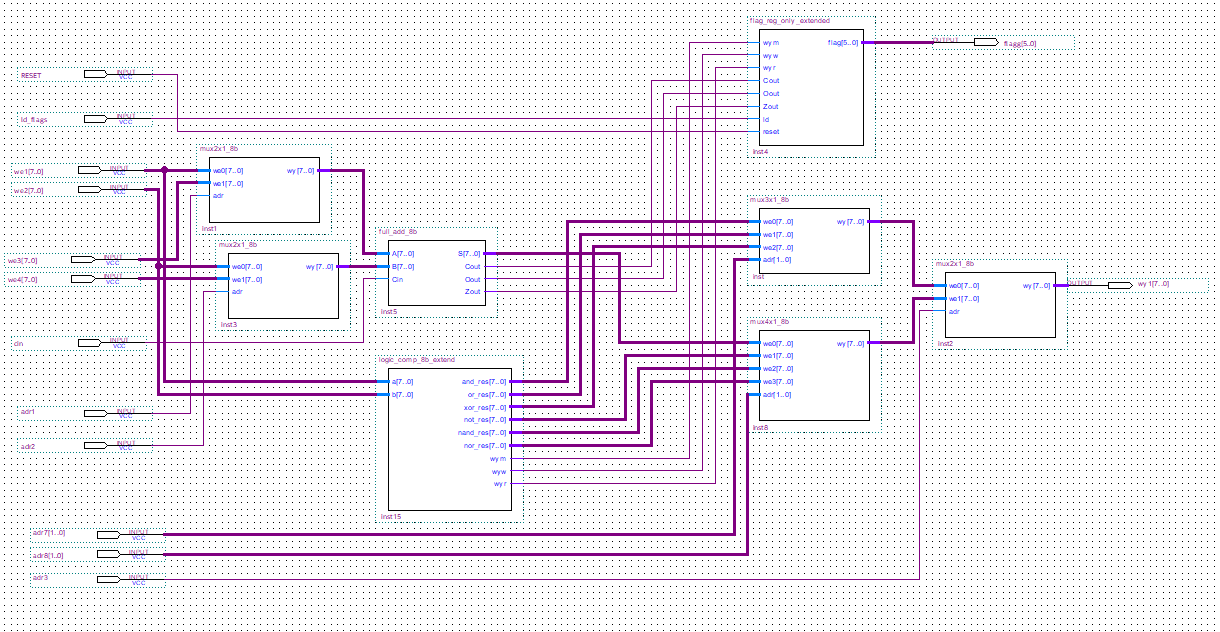 flag_reg_only_extended
wym
wyw
wyr
Cout
Oout
Zout
ld
reset
flag[5..0]
inst4
OUTPUT
flagg[5..0]
RESET
INPUT
VCC
ld_flags
INPUT
VCC
we1[7..0]
INPUT
VCC
we2[7..0]
INPUT
VCC
mux2x1_8b
we0[7..0]
we1[7..0]
adr
wy[7..0]
inst1
we3[7..0]
INPUT
VCC
we4[7..0]
INPUT
VCC
mux2x1_8b
we0[7..0]
we1[7..0]
adr
wy[7..0]
inst3
full_add_8b
A[7..0]
B[7..0]
Cin
S[7..0]
Cout
Oout
Zout
inst5
mux3x1_8b
we0[7..0]
we1[7..0]
we2[7..0]
adr[1..0]
wy[7..0]
inst
mux2x1_8b
we0[7..0]
we1[7..0]
adr
wy[7..0]
inst2
OUTPUT
wy1[7..0]
cin
INPUT
VCC
mux4x1_8b
we0[7..0]
we1[7..0]
we2[7..0]
we3[7..0]
adr[1..0]
wy[7..0]
inst8
logic_comp_8b_extend
a[7..0]
b[7..0]
and_res[7..0]
or_res[7..0]
xor_res[7..0]
not_res[7..0]
nand_res[7..0]
nor_res[7..0]
wym
wyw
wyr
inst15
adr1
INPUT
VCC
adr2
INPUT
VCC
adr7[1..0]
INPUT
VCC
adr8[1..0]
INPUT
VCC
adr3
INPUT
VCC